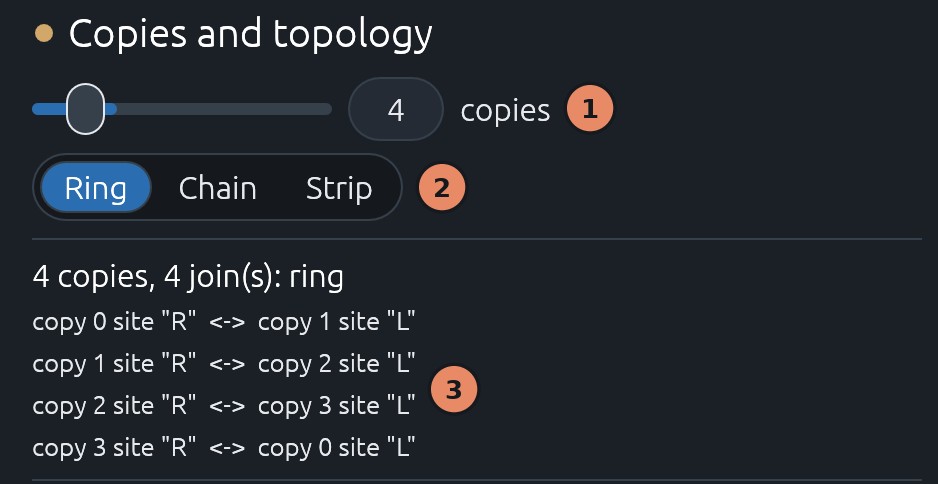 Copies and topology
4 copies 1
Ring Chain Strip 2
4 copies, 4 join(s): ring
copy 0 site "R" <-> copy 1 site "L"
copy 1 site "R" <-> copy 2 site "L"
copy 2 site "R" <-> copy 3 site "L"
3
copy 3 site "R" <-> copy 0 site "L"